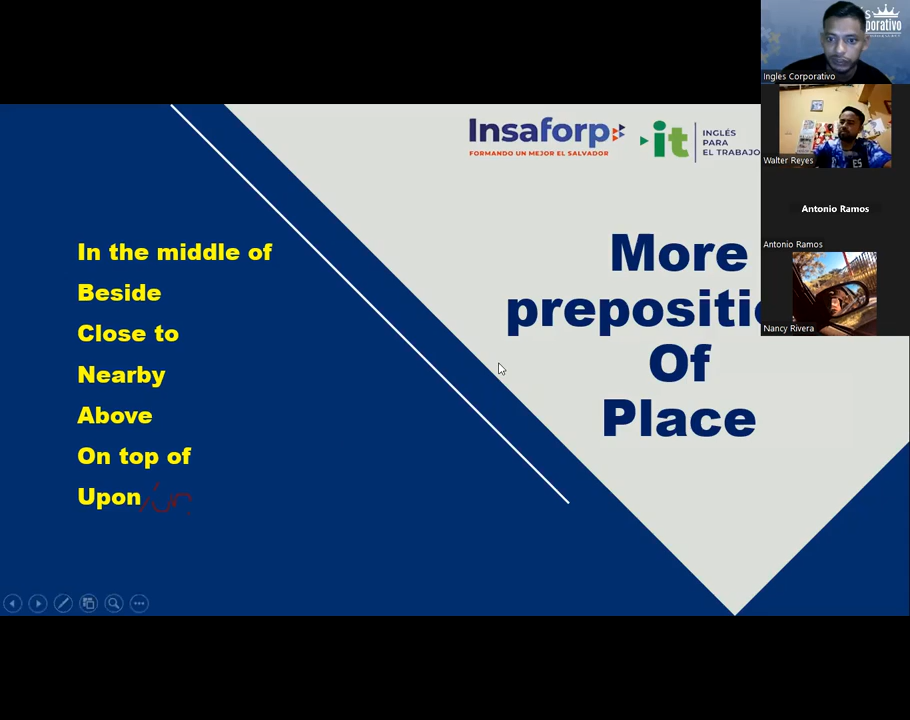 Insaforp
FORMANDO UN MEJOR EL SALVADOR
it
INGLÉS
PARA
EL TRABAJO
In the middle of
Beside
Close to
Nearby
Above
On top of
Upon
More
Of
Place
Ingles Corporativo
Walter Reyes
Antonio Ramos
Antonio Ramos
Nancy Rivera